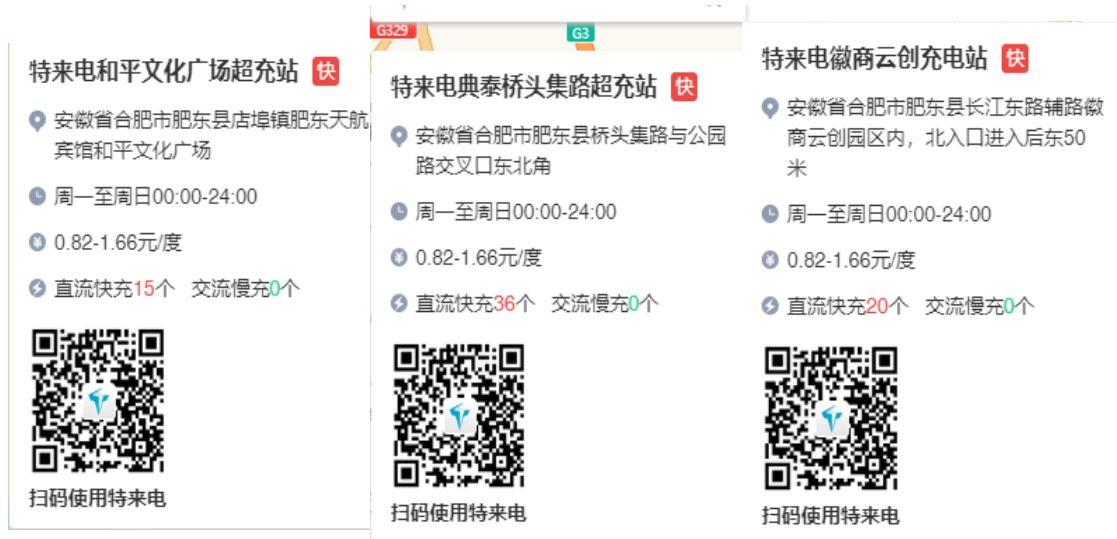 特来电和平文化广场超充站 快
安徽省合肥市肥东县店埠镇肥东天航
宾馆和平文化广场
周一至周日00:00-24:00
0.82-1.66元/度
直流快充15个 交流慢充0个
扫码使用特来电
G329
G3
特来电典泰桥头集路超充站 快
安徽省合肥市肥东县桥头集路与公园
路交叉口东北角
周一至周日00:00-24:00
0.82-1.66元/度
直流快充36个 交流慢充0个
扫码使用特来电
特来电徽商云创充电站 快
安徽省合肥市肥东县长江东路辅路徽
商云创园区内，北入口进入后东50
米
周一至周日00:00-24:00
0.82-1.66元/度
直流快充20个 交流慢充0个
扫码使用特来电